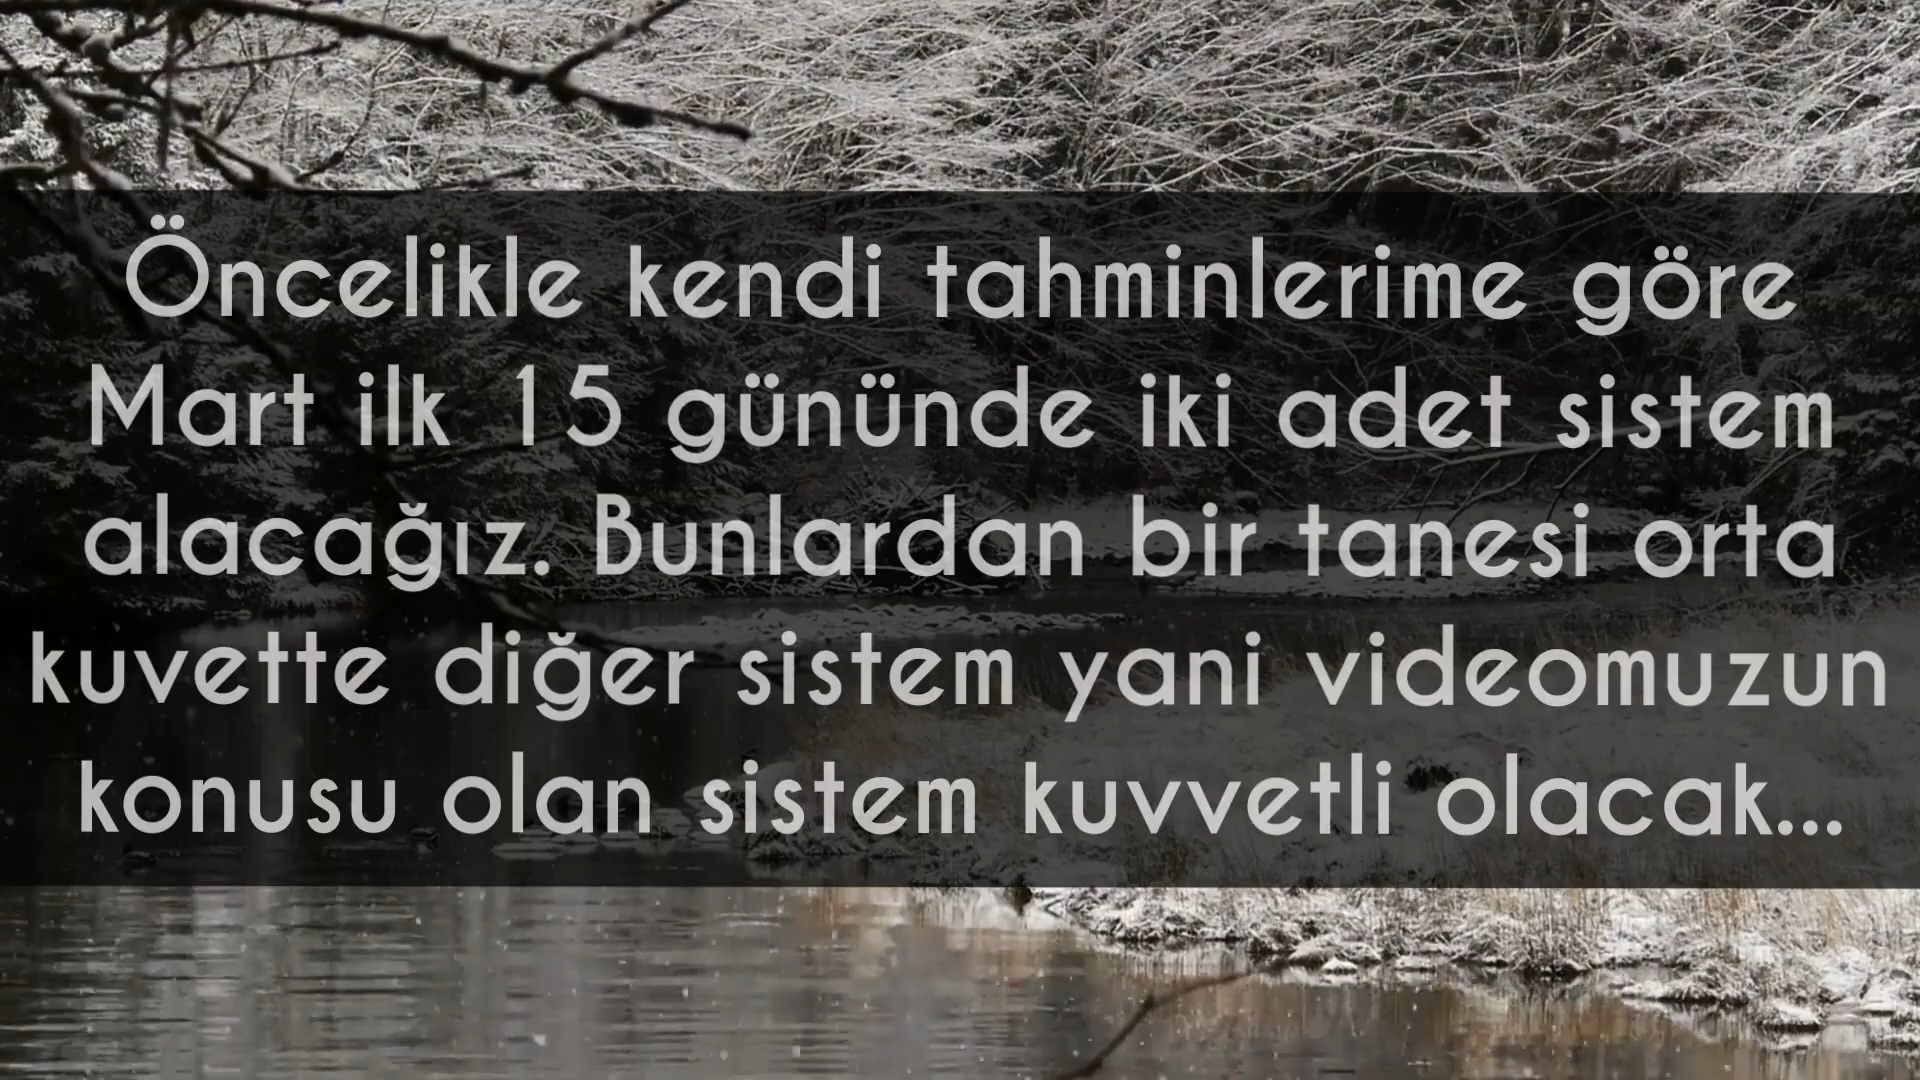 Öncelikle kendi tahminlerime göre
Mart ilk 15 gününde iki adet sistem
alacağız. Bunlardan bir tanesi orta
kuvette diğer sistem yani videomuzun
konusu olan sistem kuvvetli olacak...